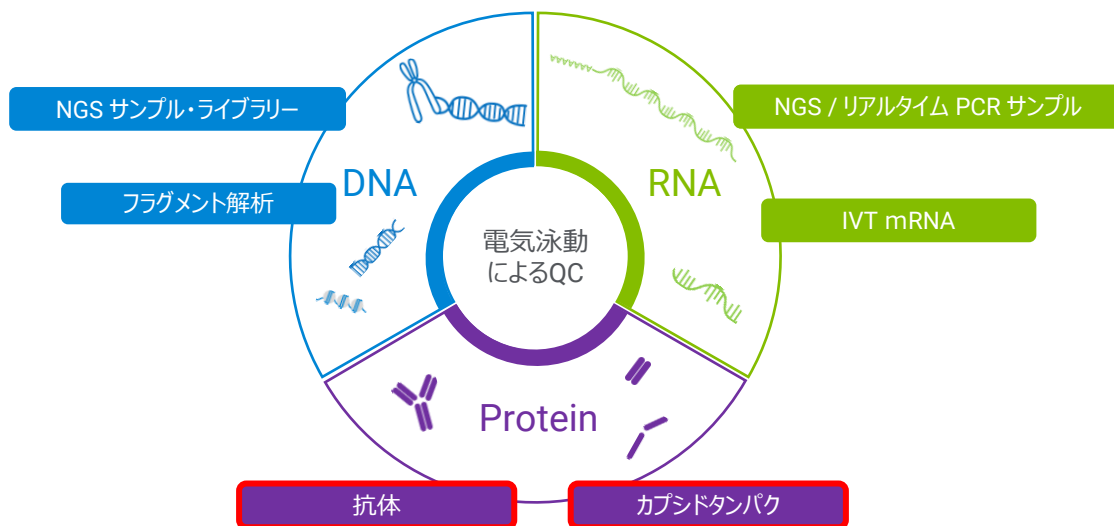 NGS サンプル・ライブラリー
NGS / リアルタイム PCR サンプル
DNA
RNA
フラグメント解析
IVT mRNA
電気泳動
によるQC
Protein
抗体
カプシドタンパク